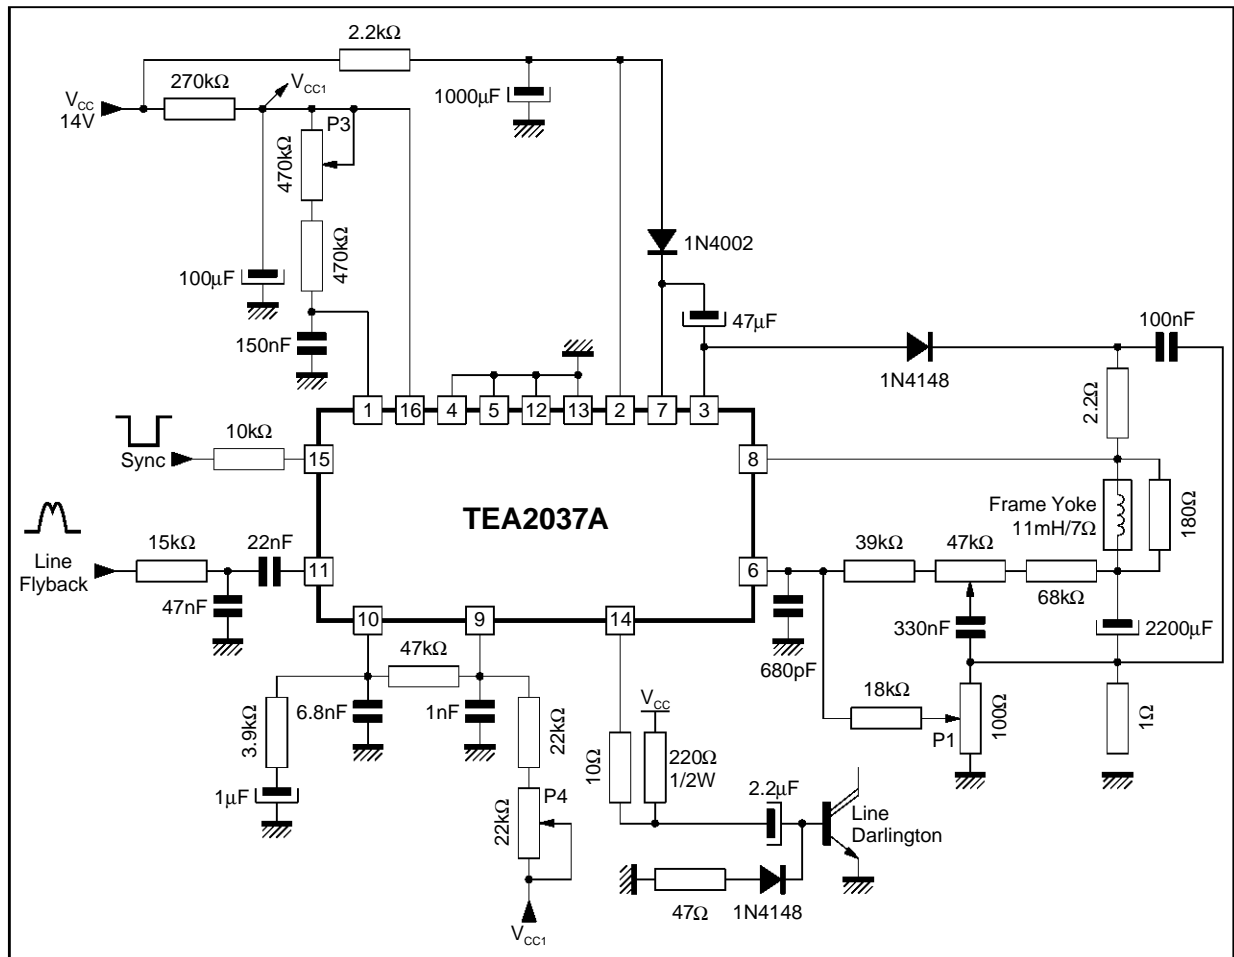 2.2kΩ
270kΩ
VCC1
VCC
14V
1000μF
P3
470kΩ
470kΩ
1N4002
100μF
47μF
100nF
150nF
1N4148
2.2Ω
1 16 4 5 12 13 2 7 3
Sync
10kΩ
15
8
TEA2037A
Frame Yoke
11mH/7Ω
180Ω
Line
Flyback
15kΩ
22nF
11
6
39kΩ
47kΩ
68kΩ
47nF
10
9
14
330nF
2200μF
680pF
47kΩ
3.9kΩ
6.8nF
1nF
22kΩ
VCC
18kΩ
P1
100Ω
1Ω
10Ω
220Ω
1/2W
1μF
22kΩ
P4
2.2μF
Line
Darlington
47Ω
1N4148
VCC1